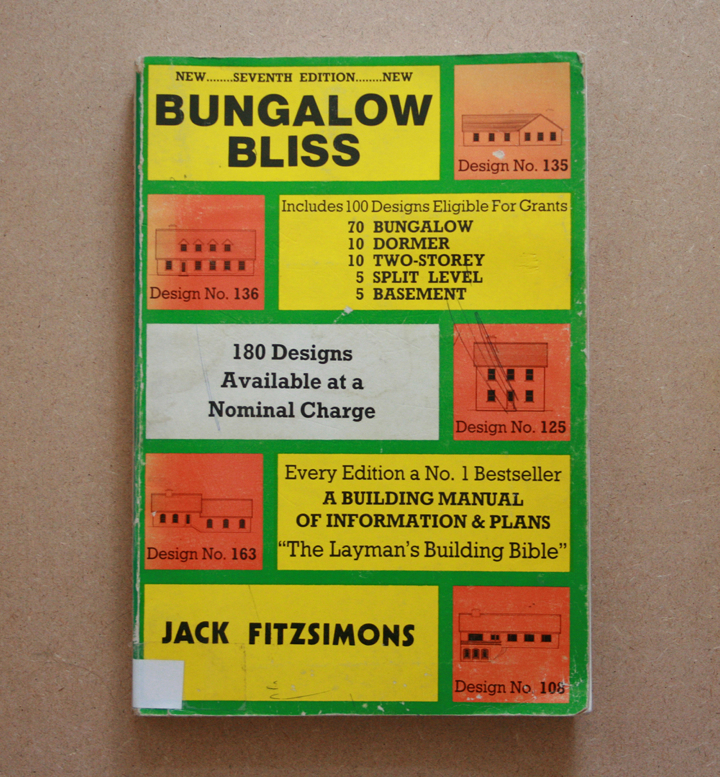 NEW........SEVENTH EDITION........NEW
BUNGALOW
BLISS
Design No. 135
Includes 100 Designs Eligible For Grants
70 BUNGALOW
10 DORMER
10 TWO-STOREY
5 SPLIT LEVEL
5 BASEMENT
Design No. 136
180 Designs
Available at a
Nominal Charge
Design No. 125
Every Edition a No. 1 Bestseller
A BUILDING MANUAL
OF INFORMATION & PLANS
“The Layman's Building Bible”
Design No. 163
JACK FITZSIMONS
Design No. 108